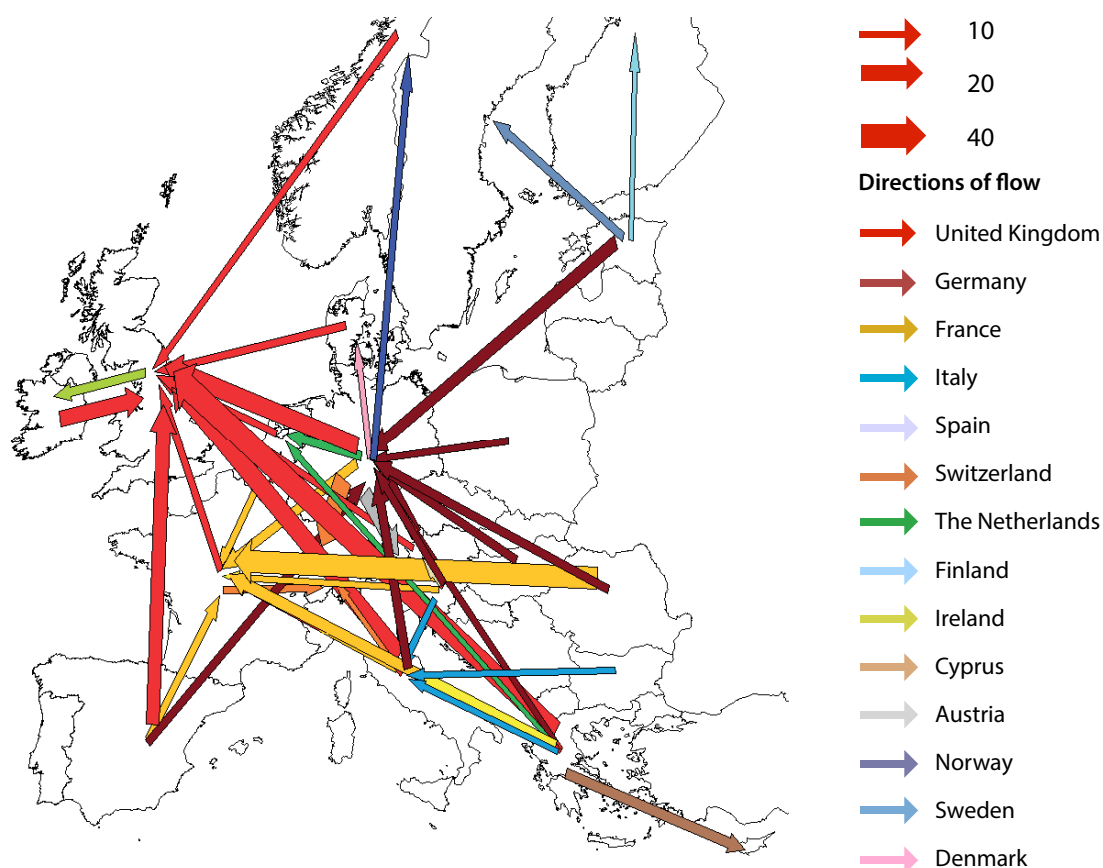 10
20
40
Directions of flow
United Kingdom
Germany
France
Italy
Spain
Switzerland
The Netherlands
Finland
Ireland
Cyprus
Austria
Norway
Sweden
Denmark